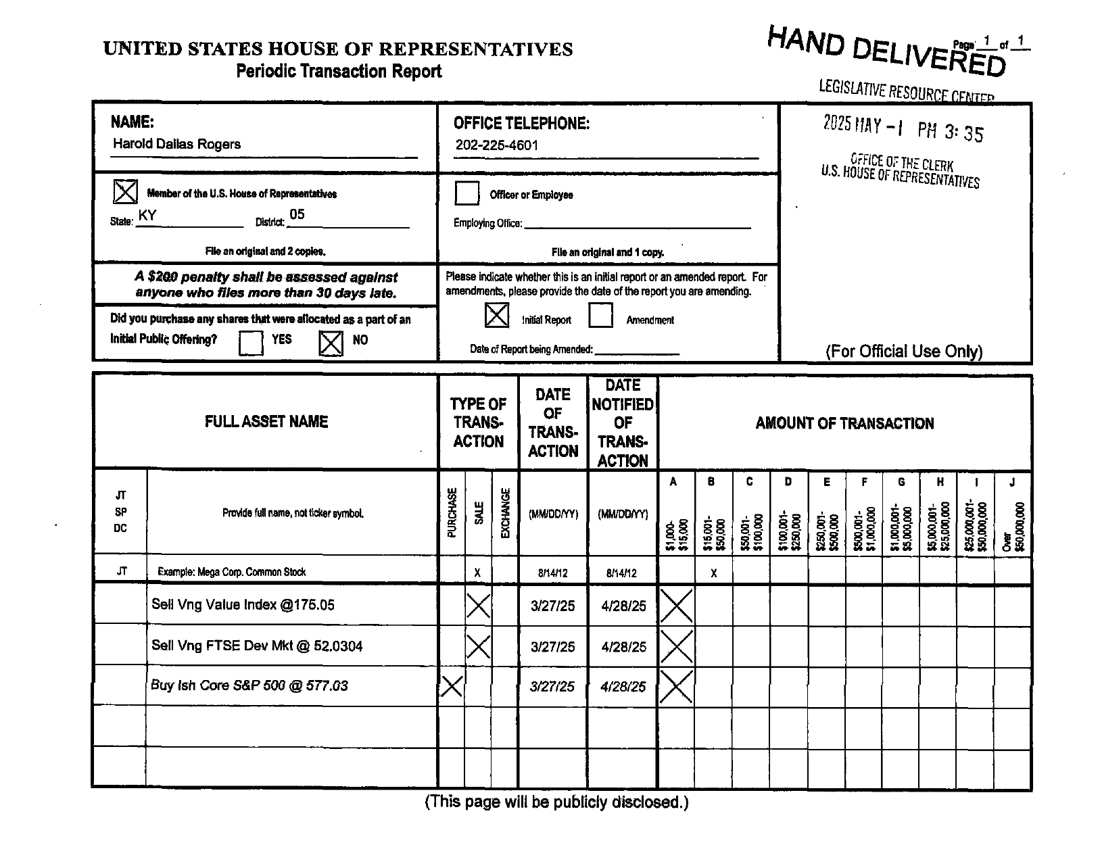 UNITED STATES HOUSE OF REPRESENTATIVES
Periodic Transaction Report
HAND DELIVERED
Page 1 of 1
LEGISLATIVE RESOURCE CENTER
2025 MAY -1 PM 3:35
OFFICE OF THE CLERK
U.S. HOUSE OF REPRESENTATIVES
(For Official Use Only)
NAME:
Harold Dallas Rogers
OFFICE TELEPHONE:
202-225-4601
Member of the U.S. House of Representatives
State: KY District: 05
File an original and 2 copies.
Officer or Employee
Employing Office:
File an original and 1 copy.
A $200 penalty shall be assessed against
anyone who files more than 30 days late.
Please indicate whether this is an initial report or an amended report. For
amendments, please provide the date of the report you are amending.
Initial Report Amendment
Date of Report being Amended:
Did you purchase any shares that were allocated as a part of an
Initial Public Offering? YES NO
FULL ASSET NAME
TYPE OF
TRANS-
ACTION
DATE
OF
TRANS-
ACTION
DATE
NOTIFIED
OF
TRANS-
ACTION
AMOUNT OF TRANSACTION
JT
SP
DC
Provide full name, not ticker symbol.
PURCHASE
SALE
EXCHANGE
(MM/DD/YY)
(MM/DD/YY)
A
$1,000-
$15,000
B
$15,001-
$50,000
C
$50,001-
$100,000
D
$100,001-
$250,000
E
$250,001-
$500,000
F
$500,001-
$1,000,000
G
$1,000,001-
$5,000,000
H
$5,000,001-
$25,000,000
I
$25,000,001-
$50,000,000
J
Over
$50,000,000
JT Example: Mega Corp. Common Stock X 8/14/12 8/14/12 X
Sell Vng Value Index @175.05 X 3/27/25 4/28/25 X
Sell Vng FTSE Dev Mkt @ 52.0304 X 3/27/25 4/28/25 X
Buy Ish Core S&P 500 @ 577.03 X 3/27/25 4/28/25 X
(This page will be publicly disclosed.)